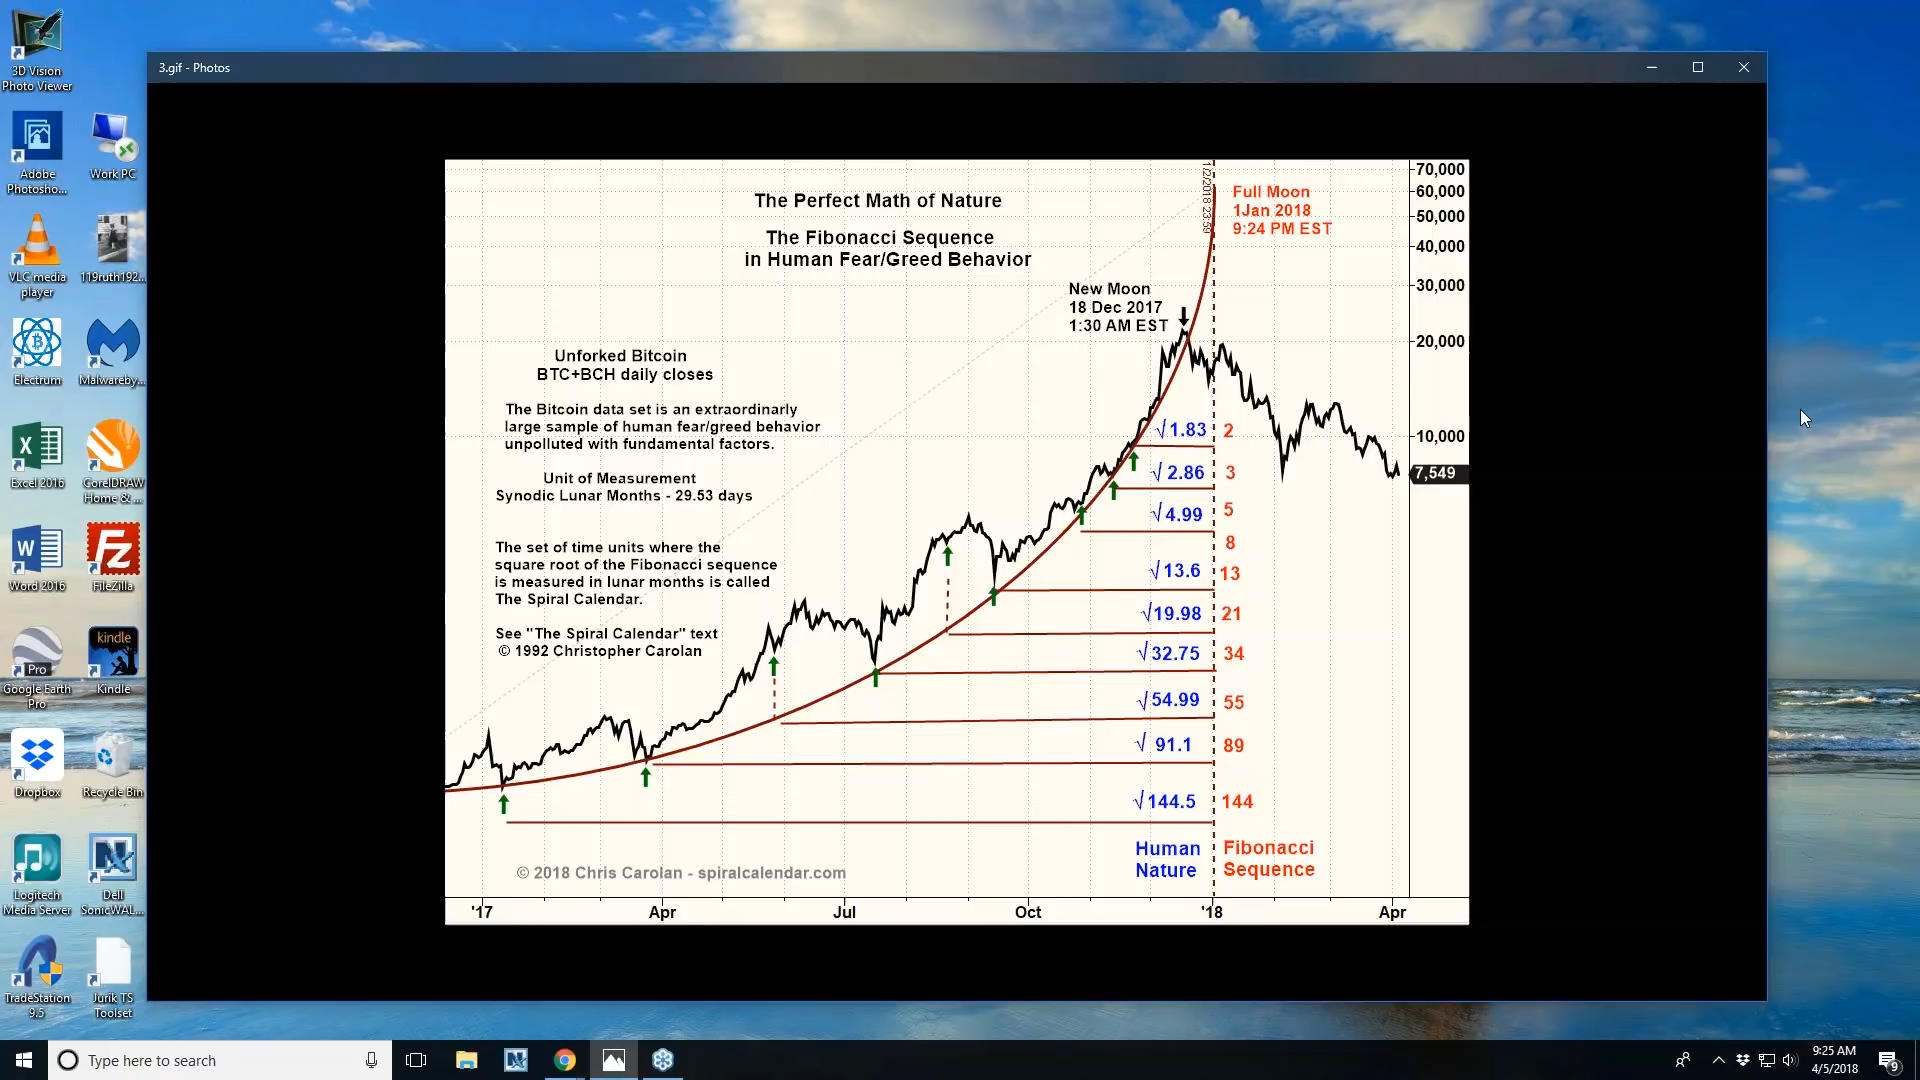 3.gif - Photos
3D Vision
Photo Viewer
Adobe
Photosho...
Work PC
VLC media
player
119ruth192...
Electrum
Malwareby...
Excel 2016
CorelDRAW
Home & ...
Word 2016
FileZilla
Pro
Google Earth
Pro
kindle
Kindle
Dropbox
Recycle Bin
Logitech
Media Server
Dell
SonicWAL...
TradeStation
9.5
Jurik TS
Toolset
The Perfect Math of Nature
The Fibonacci Sequence
in Human Fear/Greed Behavior
1/2/2018 23:59
Full Moon
1Jan 2018
9:24 PM EST
New Moon
18 Dec 2017
1:30 AM EST
Unforked Bitcoin
BTC+BCH daily closes
The Bitcoin data set is an extraordinarly
large sample of human fear/greed behavior
unpolluted with fundamental factors.
Unit of Measurement
Synodic Lunar Months - 29.53 days
The set of time units where the
square root of the Fibonacci sequence
is measured in lunar months is called
The Spiral Calendar.
See "The Spiral Calendar" text
© 1992 Christopher Carolan
√1.83 2
√2.86 3
√4.99 5
8
√13.6 13
√19.98 21
√32.75 34
√54.99 55
√ 91.1 89
√144.5 144
Human
Nature
Fibonacci
Sequence
© 2018 Chris Carolan - spiralcalendar.com
70,000
60,000
50,000
40,000
30,000
20,000
10,000
7,549
'17 Apr Jul Oct '18 Apr
Type here to search
9:25 AM
4/5/2018
9